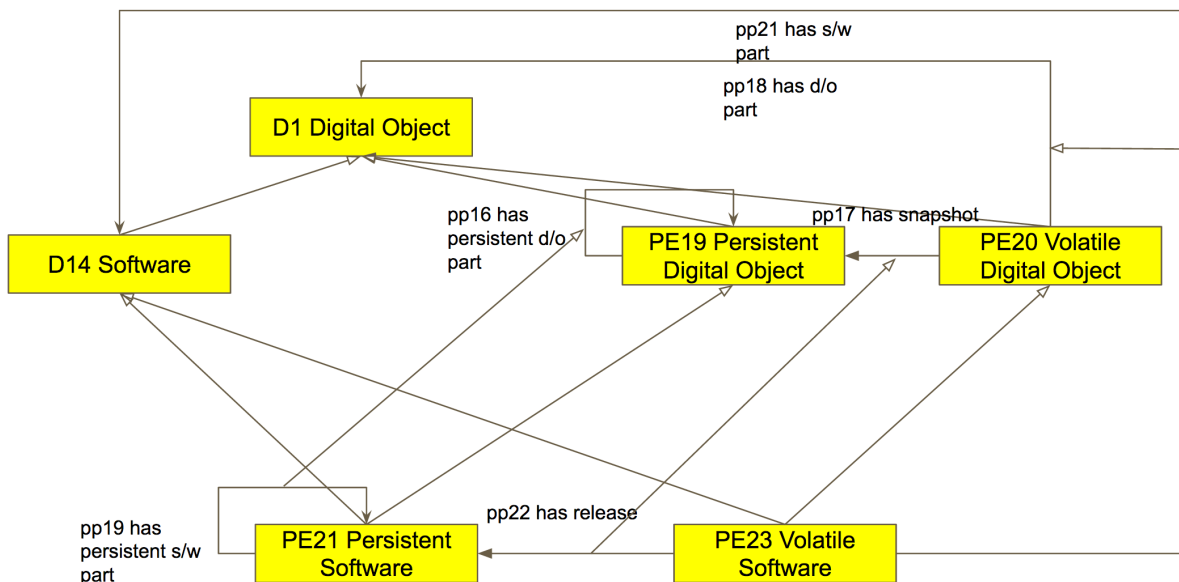 pp21 has s/w
part
pp18 has d/o
part
D1 Digital Object
pp16 has
persistent d/o
part
pp17 has snapshot
D14 Software
PE19 Persistent
Digital Object
PE20 Volatile
Digital Object
pp19 has
persistent s/w
part
pp22 has release
PE21 Persistent
Software
PE23 Volatile
Software